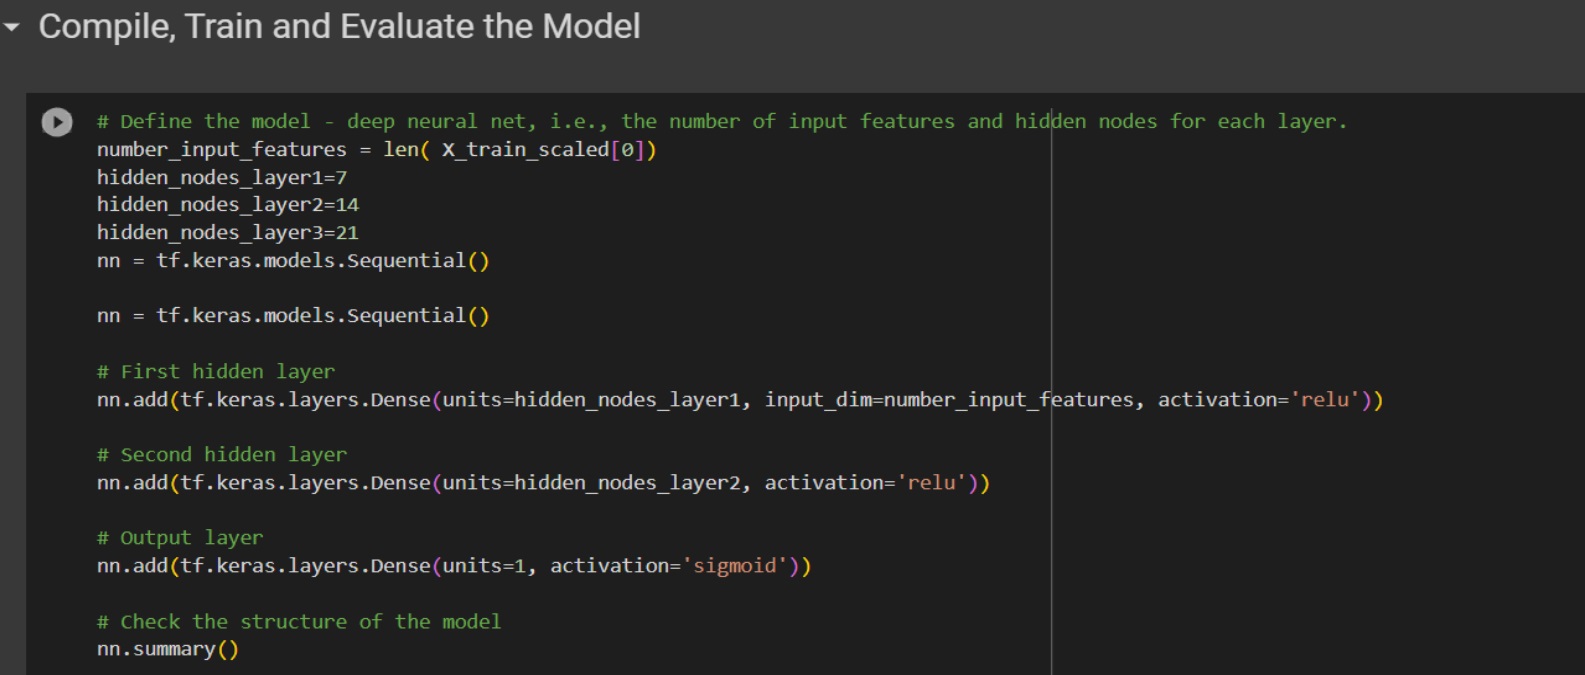 Compile, Train and Evaluate the Model
# Define the model - deep neural net, i.e., the number of input features and hidden nodes for each layer.
number_input_features = len( X_train_scaled[0])
hidden_nodes_layer1=7
hidden_nodes_layer2=14
hidden_nodes_layer3=21
nn = tf.keras.models.Sequential()
nn = tf.keras.models.Sequential()
# First hidden layer
nn.add(tf.keras.layers.Dense(units=hidden_nodes_layer1, input_dim=number_input_features, activation='relu'))
# Second hidden layer
nn.add(tf.keras.layers.Dense(units=hidden_nodes_layer2, activation='relu'))
# Output layer
nn.add(tf.keras.layers.Dense(units=1, activation='sigmoid'))
# Check the structure of the model
nn.summary()